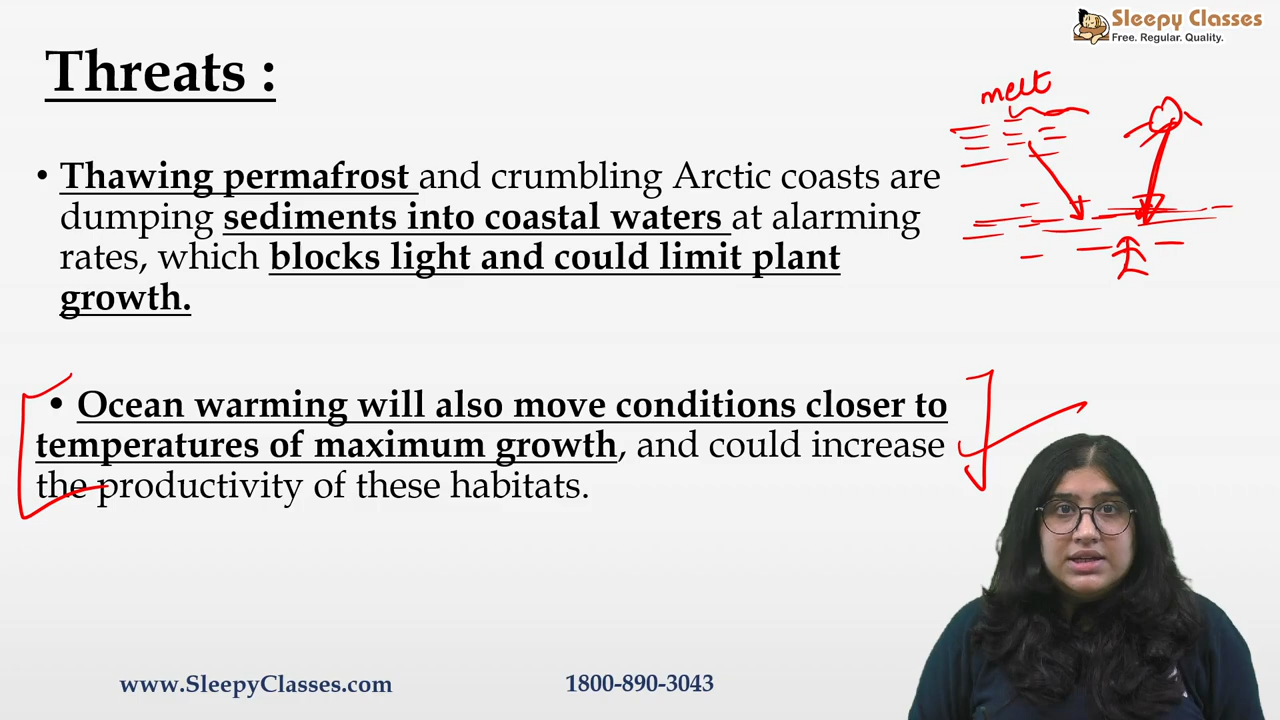 Sleepy Classes
Free. Regular. Quality.
Threats :
melt
• Thawing permafrost and crumbling Arctic coasts are
dumping sediments into coastal waters at alarming
rates, which blocks light and could limit plant
growth.
• Ocean warming will also move conditions closer to
temperatures of maximum growth, and could increase
the productivity of these habitats.
www.SleepyClasses.com
1800-890-3043